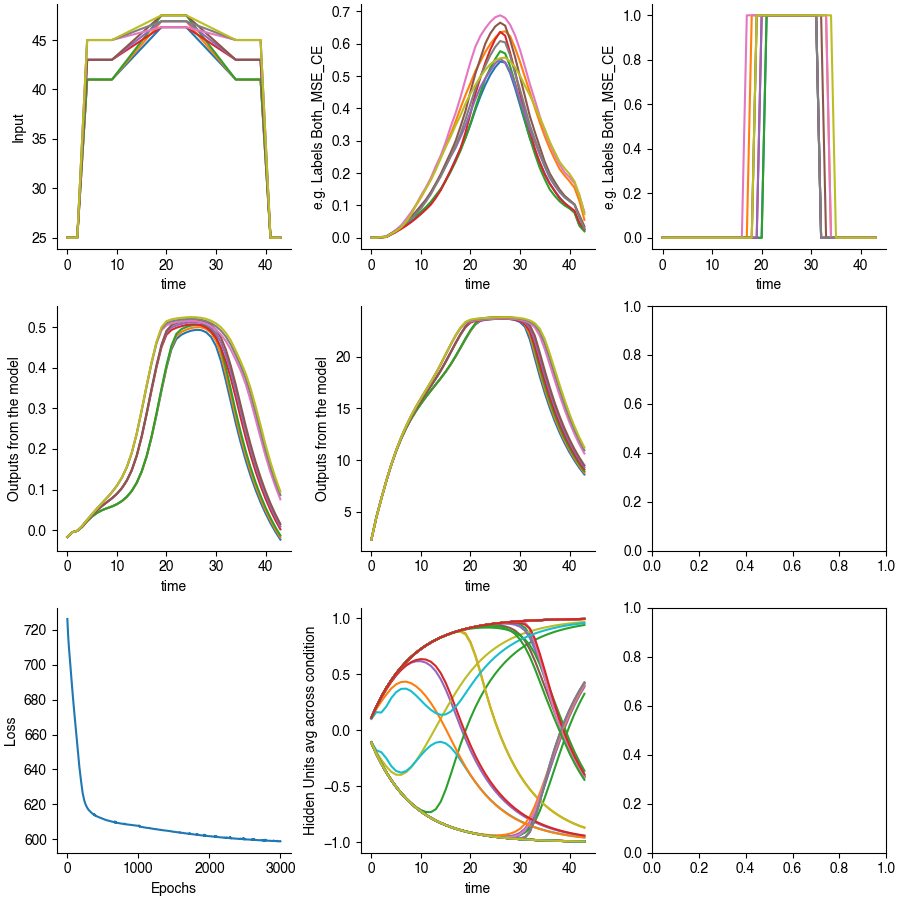 45
40
35
30
25
Input
0 10 20 30 40
time
0.7
0.6
0.5
0.4
0.3
0.2
0.1
0.0
e.g. Labels Both_MSE_CE
0 10 20 30 40
time
1.0
0.8
0.6
0.4
0.2
0.0
e.g. Labels Both_MSE_CE
0 10 20 30 40
time
0.5
0.4
0.3
0.2
0.1
0.0
Outputs from the model
0 10 20 30 40
time
20
15
10
5
Outputs from the model
0 10 20 30 40
time
1.0
0.8
0.6
0.4
0.2
0.0
0.0 0.2 0.4 0.6 0.8 1.0
720
700
680
660
640
620
600
Loss
0 1000 2000 3000
Epochs
1.0
0.5
0.0
−0.5
−1.0
Hidden Units avg across condition
0 10 20 30 40
time
1.0
0.8
0.6
0.4
0.2
0.0
0.0 0.2 0.4 0.6 0.8 1.0